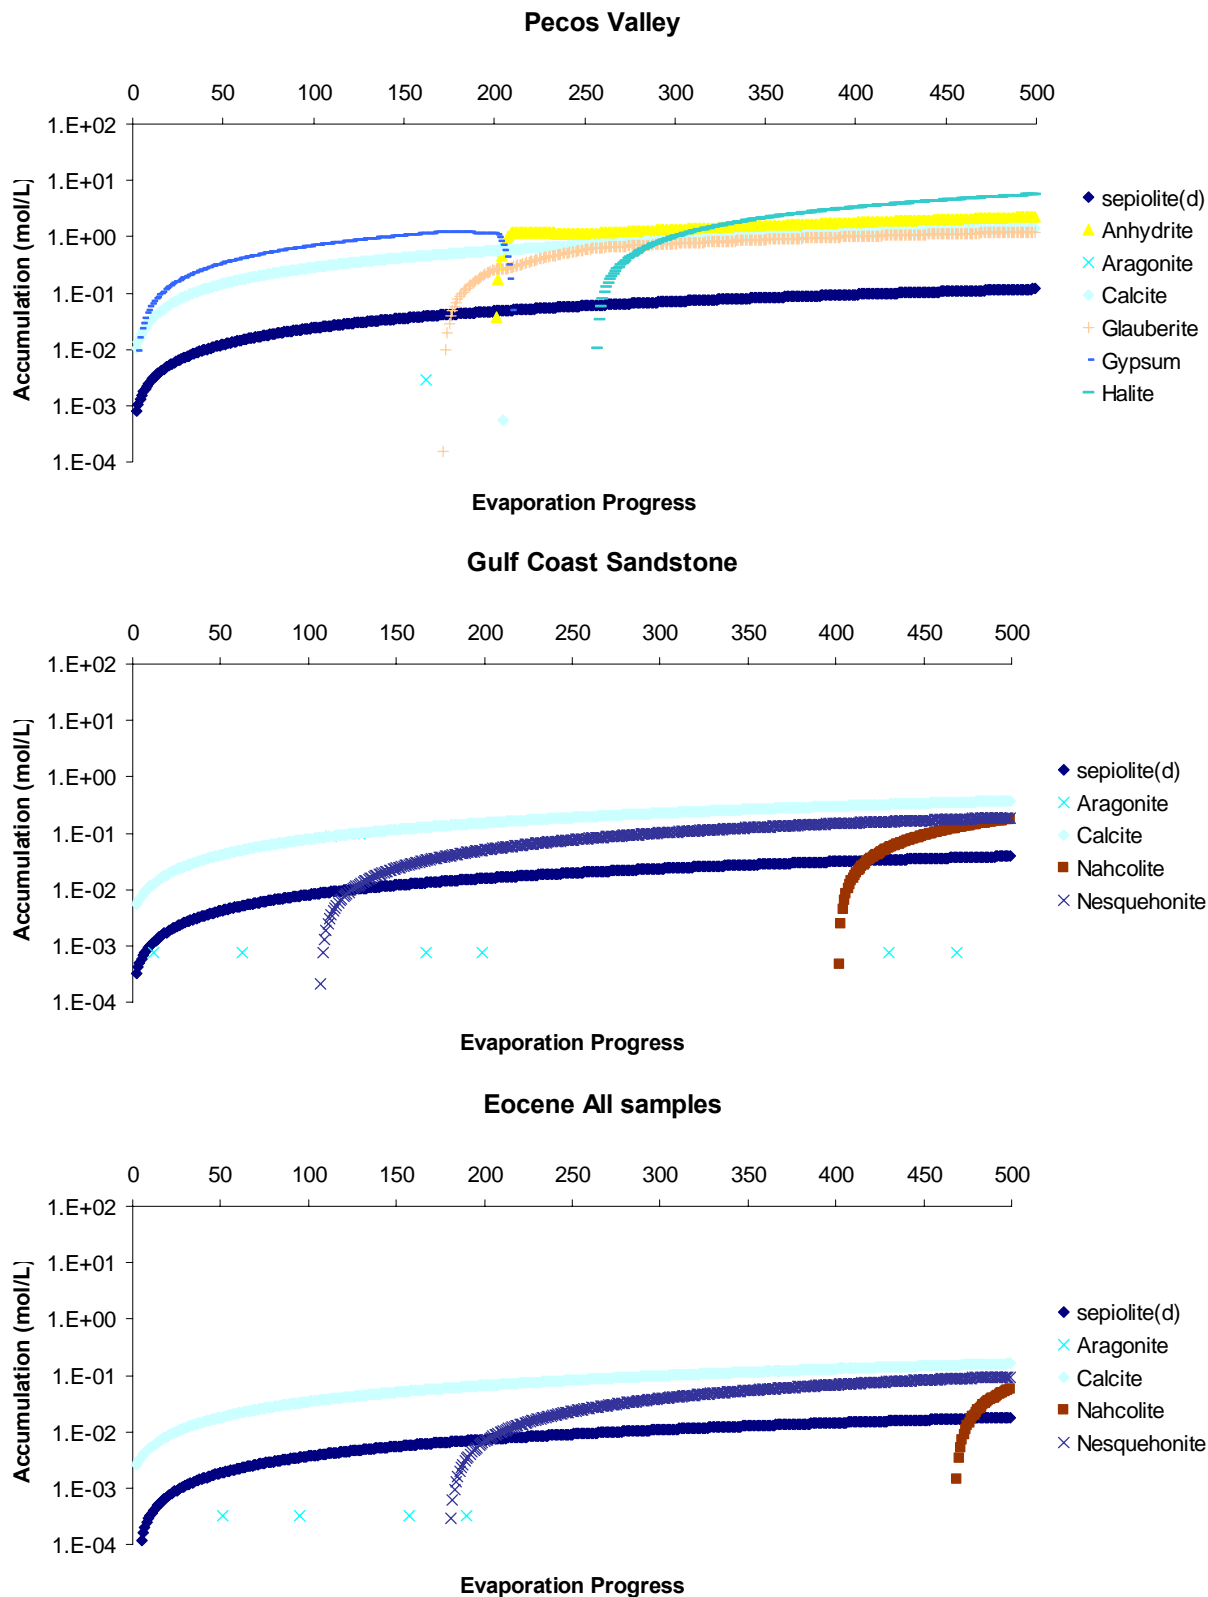 Pecos Valley
0 50 100 150 200 250 300 350 400 450 500
1.E+02
1.E+01
1.E+00
1.E-01
1.E-02
1.E-03
1.E-04
Accumulation (mol/L)
sepiolite(d)
Anhydrite
Aragonite
Calcite
Glauberite
Gypsum
Halite
Evaporation Progress
Gulf Coast Sandstone
0 50 100 150 200 250 300 350 400 450 500
1.E+02
1.E+01
1.E+00
1.E-01
1.E-02
1.E-03
1.E-04
Accumulation (mol/L)
sepiolite(d)
Aragonite
Calcite
Nahcolite
Nesquehonite
Evaporation Progress
Eocene All samples
0 50 100 150 200 250 300 350 400 450 500
1.E+02
1.E+01
1.E+00
1.E-01
1.E-02
1.E-03
1.E-04
Accumulation (mol/L)
sepiolite(d)
Aragonite
Calcite
Nahcolite
Nesquehonite
Evaporation Progress